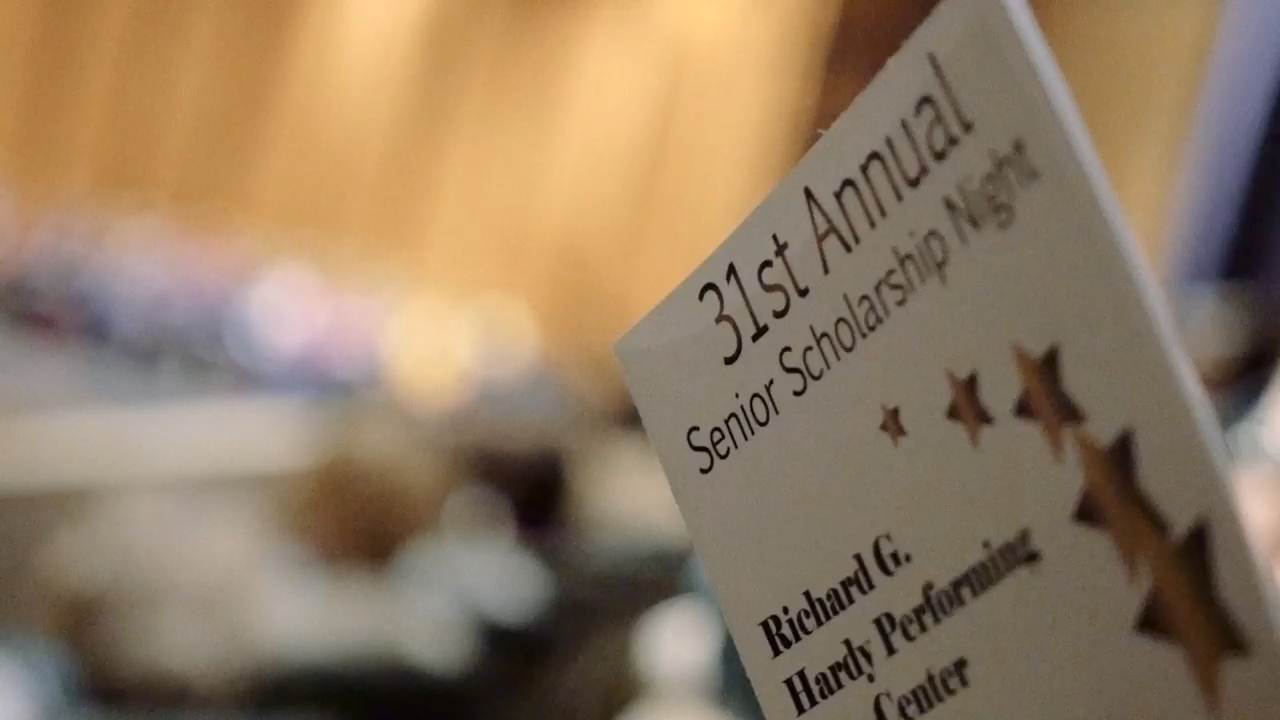 31st Annual
Senior Scholarship Night
Richard G.
Hardy Performing
Center